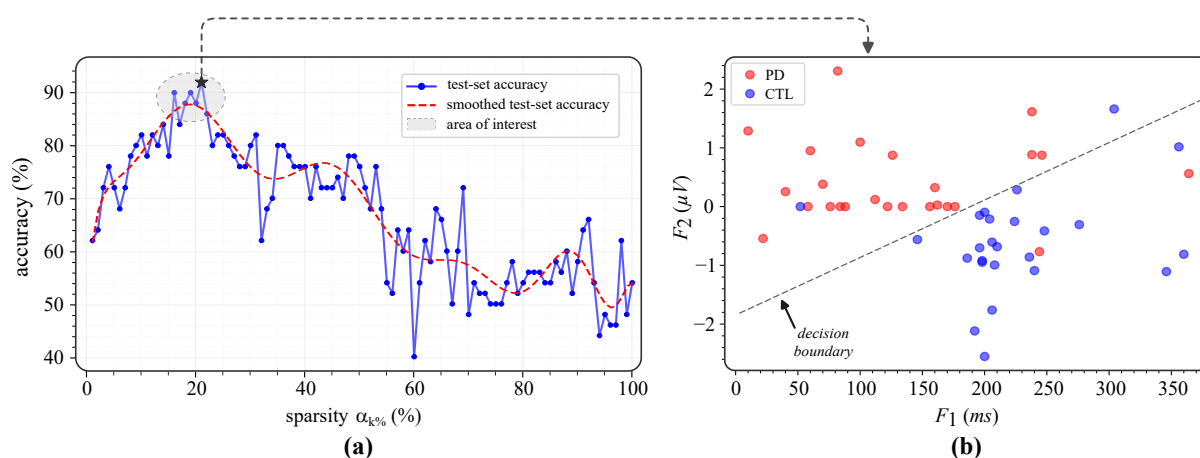 accuracy (%)
90
80
70
60
50
40
test-set accuracy
smoothed test-set accuracy
area of interest
0
20
40
60
80
100
sparsity αk% (%)
(a)
F2 (μV)
2
1
0
−1
−2
PD
CTL
decision
boundary
0
50
100
150
200
250
300
350
F1 (ms)
(b)